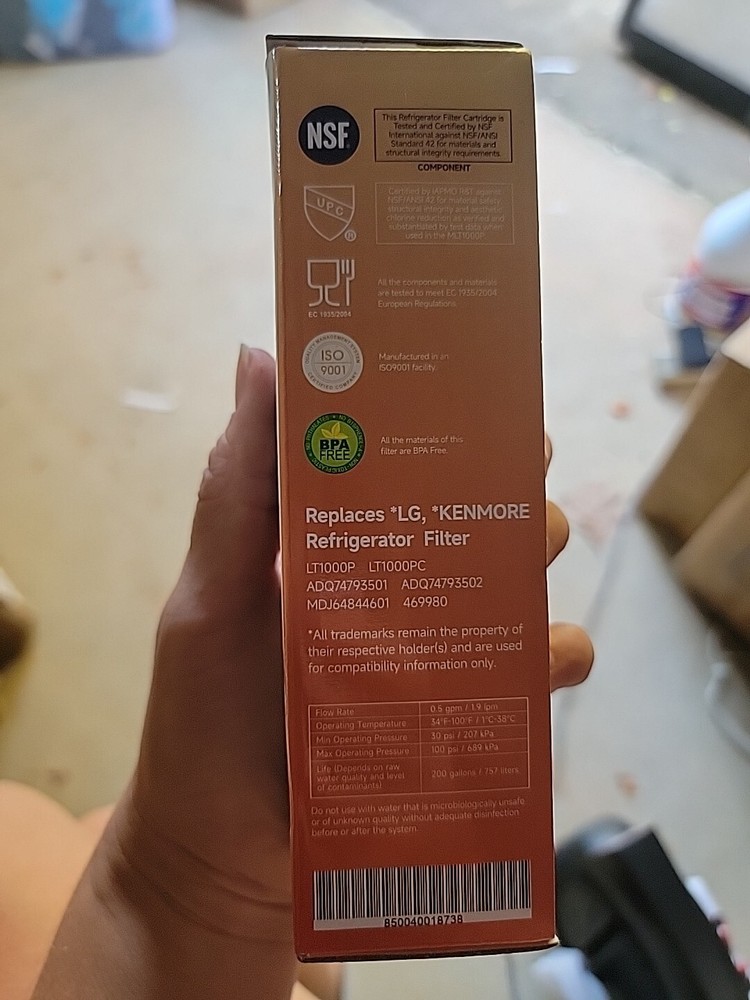 NSF®
This Refrigerator Filter Cartridge is
Tested and Certified by NSF
International against NSF/ANSI
Standard 42 for materials and
structural integrity requirements.
COMPONENT
UPC
®
Certified by IAPMO R&T against
NSF/ANSI 42 for material safety,
structural integrity and aesthetic
chlorine reduction as verified and
substantiated by test data when
used in the MLT1000P.
EC 1935/2004
All the components and materials
are tested to meet EC 1935/2004
European Regulations.
QUALITY MANAGEMENT SYSTEM
ISO
9001
CERTIFIED COMPANY
Manufactured in an
ISO9001 facility.
BPA
FREE
All the materials of this
filter are BPA Free.
Replaces *LG, *KENMORE
Refrigerator Filter
LT1000P LT1000PC
ADQ74793501 ADQ74793502
MDJ64844601 469980
*All trademarks remain the property of
their respective holder(s) and are used
for compatibility information only.
Flow Rate 0.5 gpm / 1.9 lpm
Operating Temperature 34°F-100°F / 1°C-38°C
Min Operating Pressure 30 psi / 207 kPa
Max Operating Pressure 100 psi / 689 kPa
Life (Depends on raw
water quality and level
of contaminants) 200 gallons / 757 liters
Do not use with water that is microbiologically unsafe
or of unknown quality without adequate disinfection
before or after the system.
850040018738